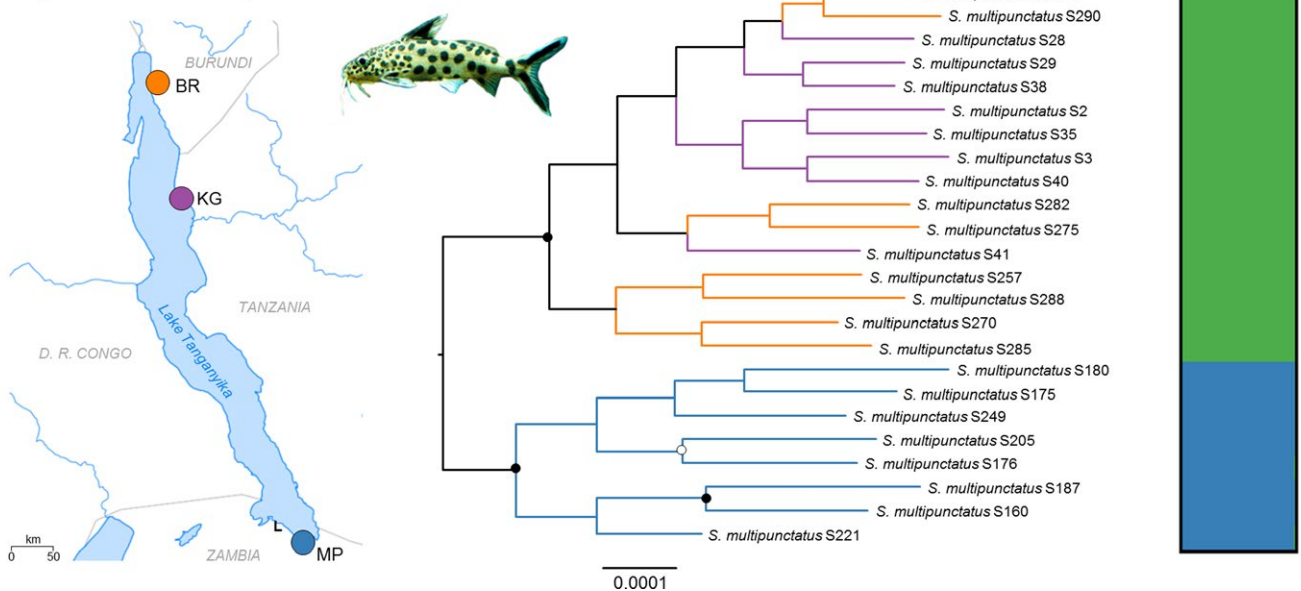 BURUNDI
BR
KG
TANZANIA
Lake Tanganyika
D. R. CONGO
L
ZAMBIA
MP
km
0 50
S. multipunctatus S290
S. multipunctatus S28
S. multipunctatus S29
S. multipunctatus S38
S. multipunctatus S2
S. multipunctatus S35
S. multipunctatus S3
S. multipunctatus S40
S. multipunctatus S282
S. multipunctatus S275
S. multipunctatus S41
S. multipunctatus S257
S. multipunctatus S288
S. multipunctatus S270
S. multipunctatus S285
S. multipunctatus S180
S. multipunctatus S175
S. multipunctatus S249
S. multipunctatus S205
S. multipunctatus S176
S. multipunctatus S187
S. multipunctatus S160
S. multipunctatus S221
0.0001